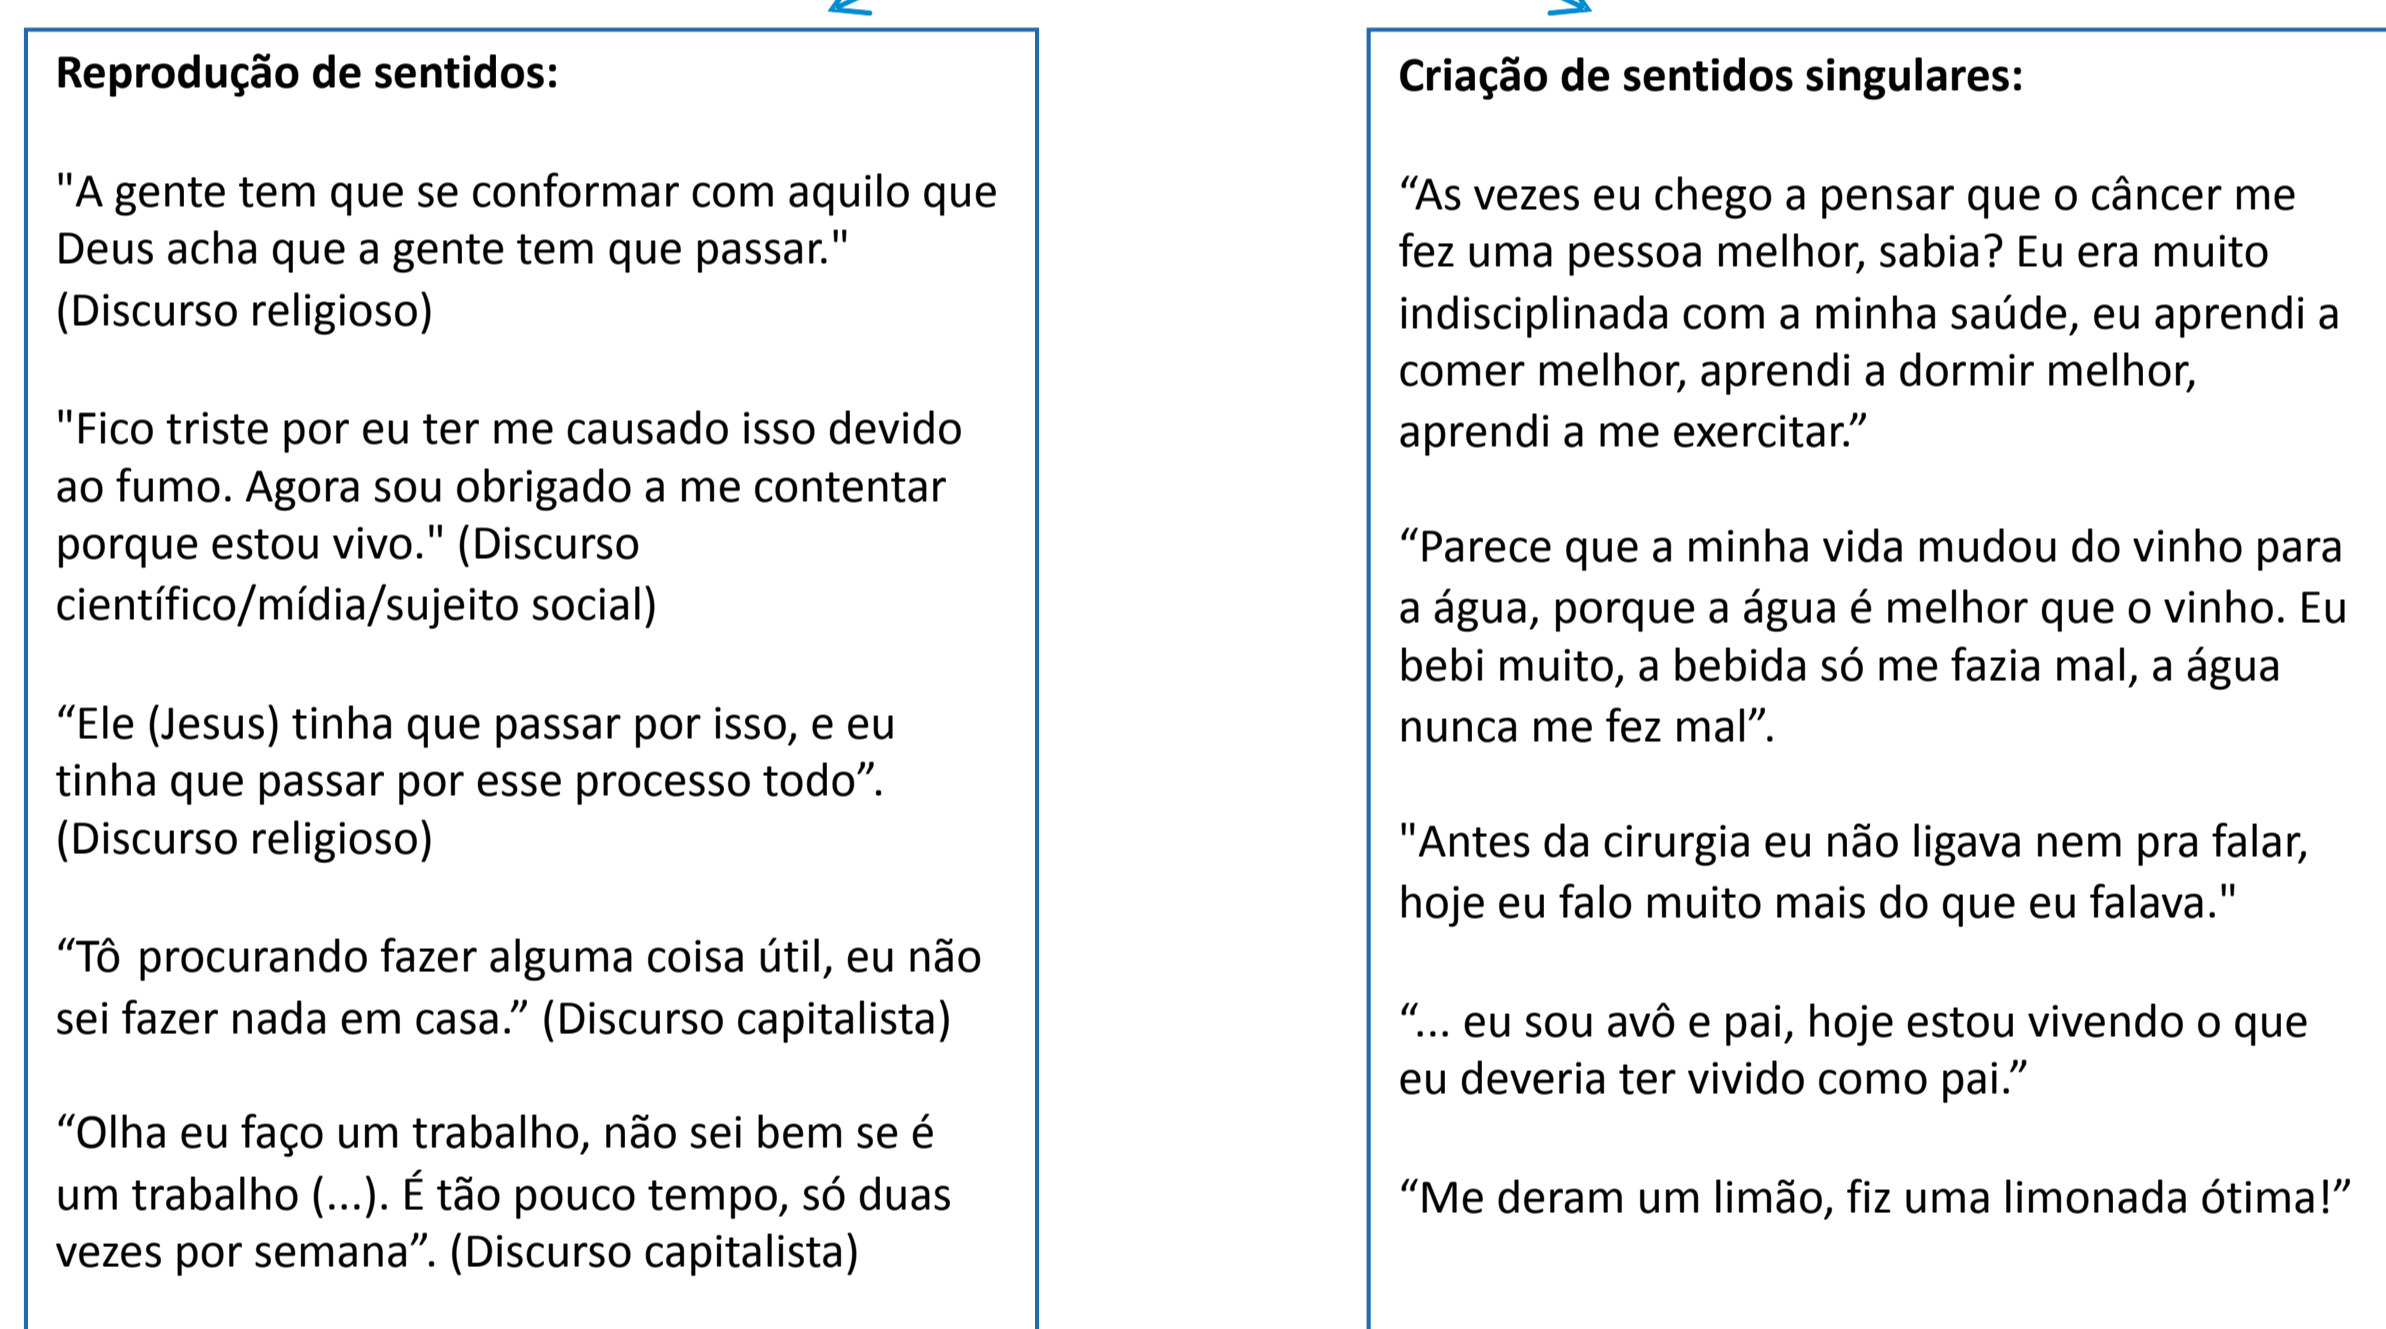 Reprodução de sentidos:
"A gente tem que se conformar com aquilo que
Deus acha que a gente tem que passar."
(Discurso religioso)
"Fico triste por eu ter me causado isso devido
ao fumo. Agora sou obrigado a me contentar
porque estou vivo." (Discurso
científico/mídia/sujeito social)
“Ele (Jesus) tinha que passar por isso, e eu
tinha que passar por esse processo todo”.
(Discurso religioso)
“Tô procurando fazer alguma coisa útil, eu não
sei fazer nada em casa.” (Discurso capitalista)
“Olha eu faço um trabalho, não sei bem se é
um trabalho (...). É tão pouco tempo, só duas
vezes por semana”. (Discurso capitalista)
Criação de sentidos singulares:
“As vezes eu chego a pensar que o câncer me
fez uma pessoa melhor, sabia? Eu era muito
indisciplinada com a minha saúde, eu aprendi a
comer melhor, aprendi a dormir melhor,
aprendi a me exercitar.”
“Parece que a minha vida mudou do vinho para
a água, porque a água é melhor que o vinho. Eu
bebi muito, a bebida só me fazia mal, a água
nunca me fez mal”.
"Antes da cirurgia eu não ligava nem pra falar,
hoje eu falo muito mais do que eu falava."
“... eu sou avô e pai, hoje estou vivendo o que
eu deveria ter vivido como pai.”
“Me deram um limão, fiz uma limonada ótima!”